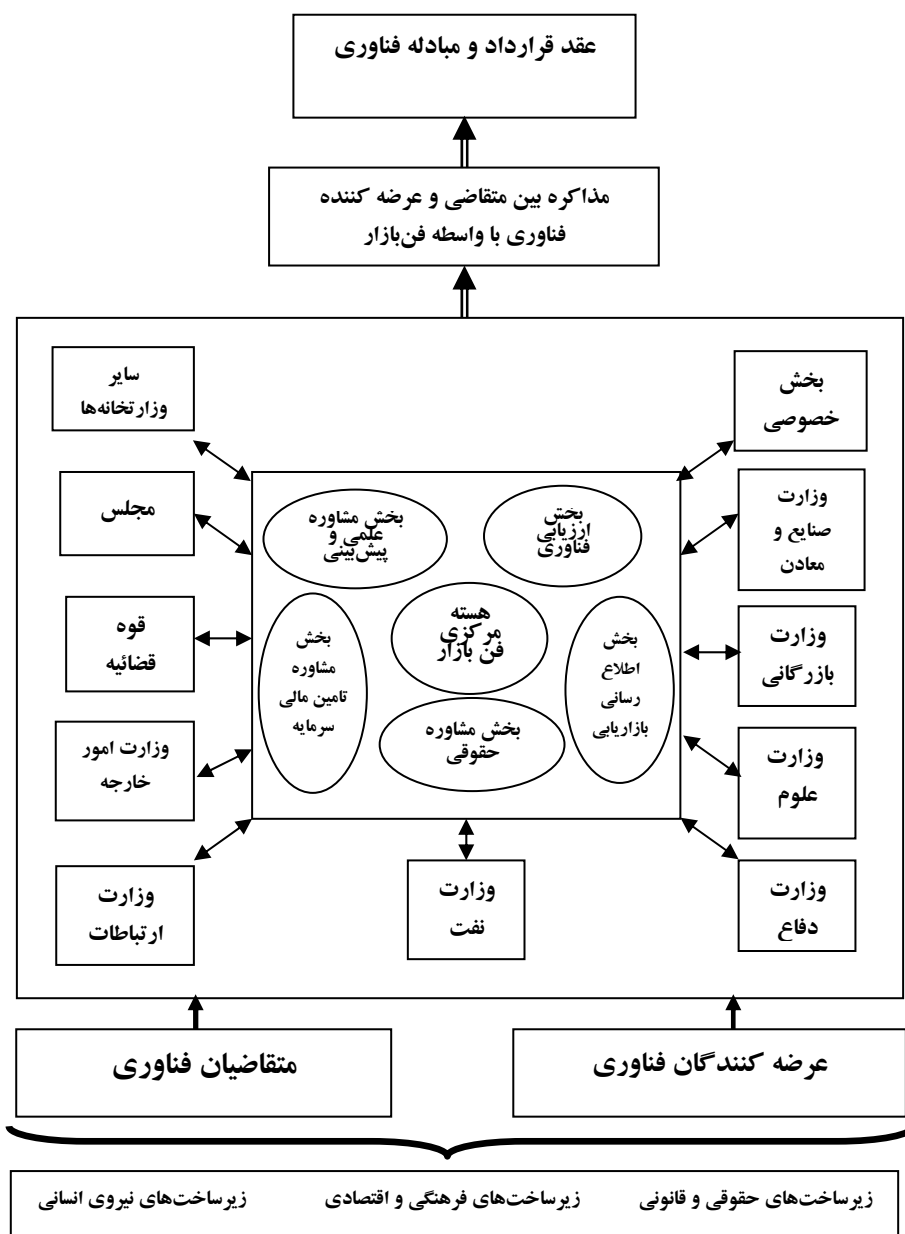 عقد قرارداد و مبادله فناوری
مذاکره بین متقاضی و عرضه کننده
فناوری با واسطه فن‌بازار
بخش
خصوصی
سایر
وزارتخانه‌ها
وزارت
صنایع و
معادن
مجلس
وزارت
بازرگانی
قوه
قضائیه
وزارت
علوم
وزارت امور
خارجه
وزارت
دفاع
وزارت
نفت
وزارت
ارتباطات
بخش
ارزیابی
فناوری
بخش مشاوره
علمی و
پیش‌بینی
هسته
مرکزی
فن بازار
بخش
اطلاع
رسانی
بازاریابی
بخش
مشاوره
تامین مالی
سرمایه
بخش مشاوره
حقوقی
عرضه کنندگان فناوری
متقاضیان فناوری
زیرساخت‌های حقوقی و قانونی زیرساخت‌های فرهنگی و اقتصادی زیرساخت‌های نیروی انسانی